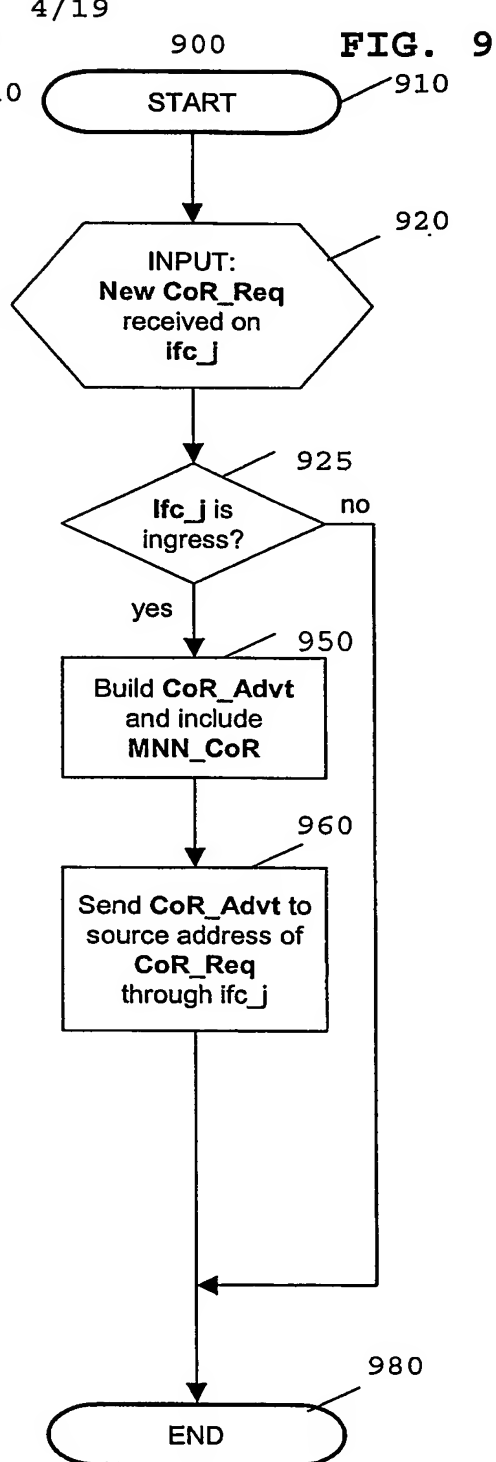 4/19
900
FIG. 9
10
START
910
920
INPUT:
New CoR_Req
received on
ifc_j
925
Ifc_j is
ingress?
no
yes
950
Build CoR_Advt
and include
MNN_CoR
960
Send CoR_Advt to
source address of
CoR_Req
through ifc_j
980
END